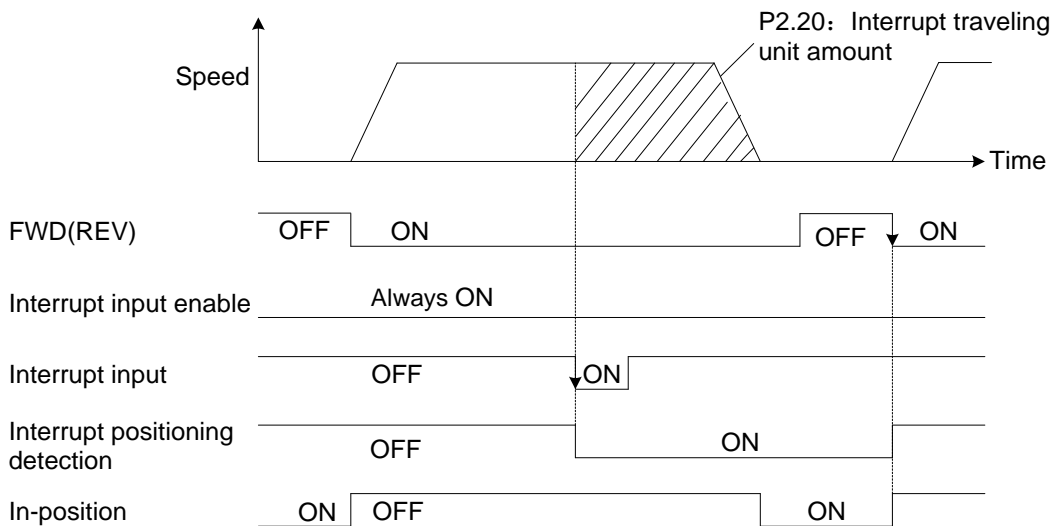 P2.20：Interrupt traveling
unit amount
Speed
Time
FWD(REV) OFF ON OFF ON
Interrupt input enable Always ON
Interrupt input OFF ON
Interrupt positioning
detection OFF ON
In-position ON OFF ON